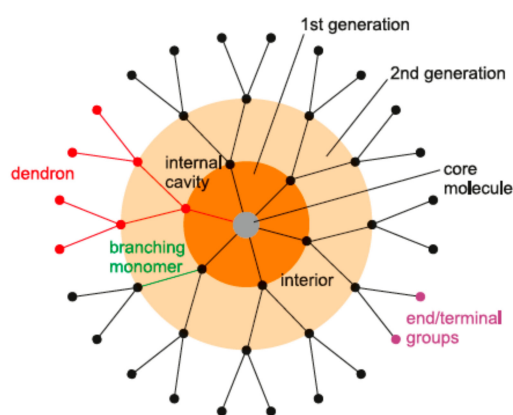 1st generation
2nd generation
internal
cavity
dendron
core
molecule
branching
monomer
interior
end/terminal
groups